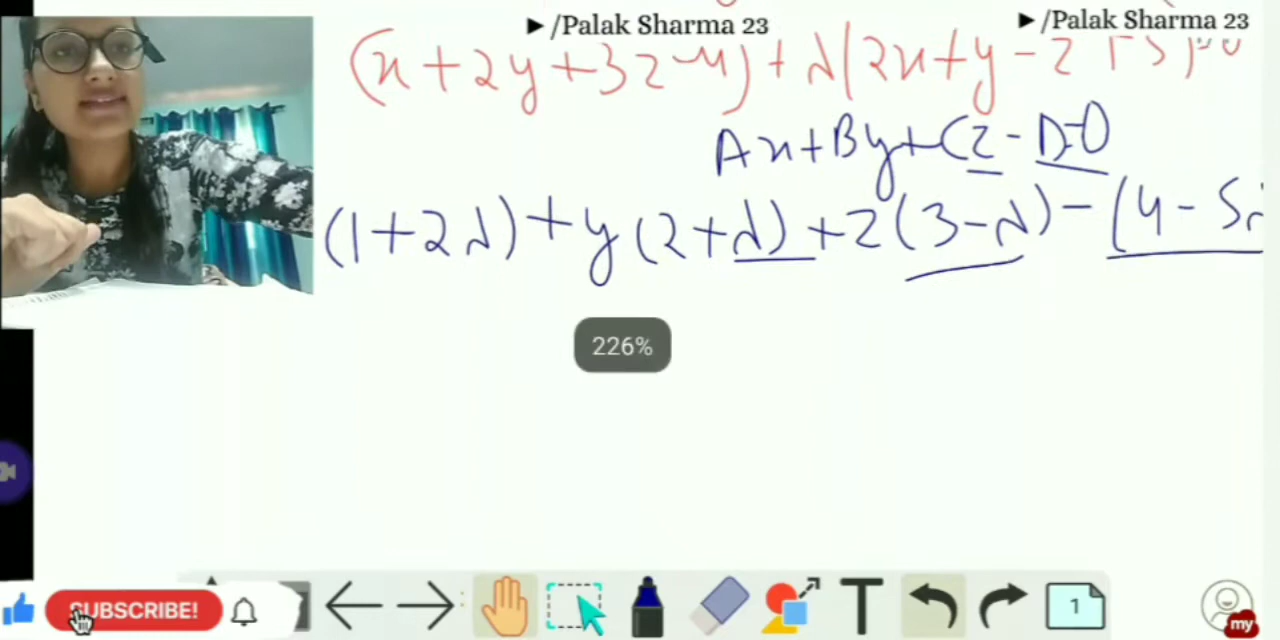 ▶ /Palak Sharma 23 ▶ /Palak Sharma 23
(x+2y+3z-4)+λ(2x+y-z+5)=0
Ax+By+Cz-D=0
(1+2λ)+y(2+λ)+z(3-λ)-(4-5
226%
T 1
SUBSCRIBE!
my